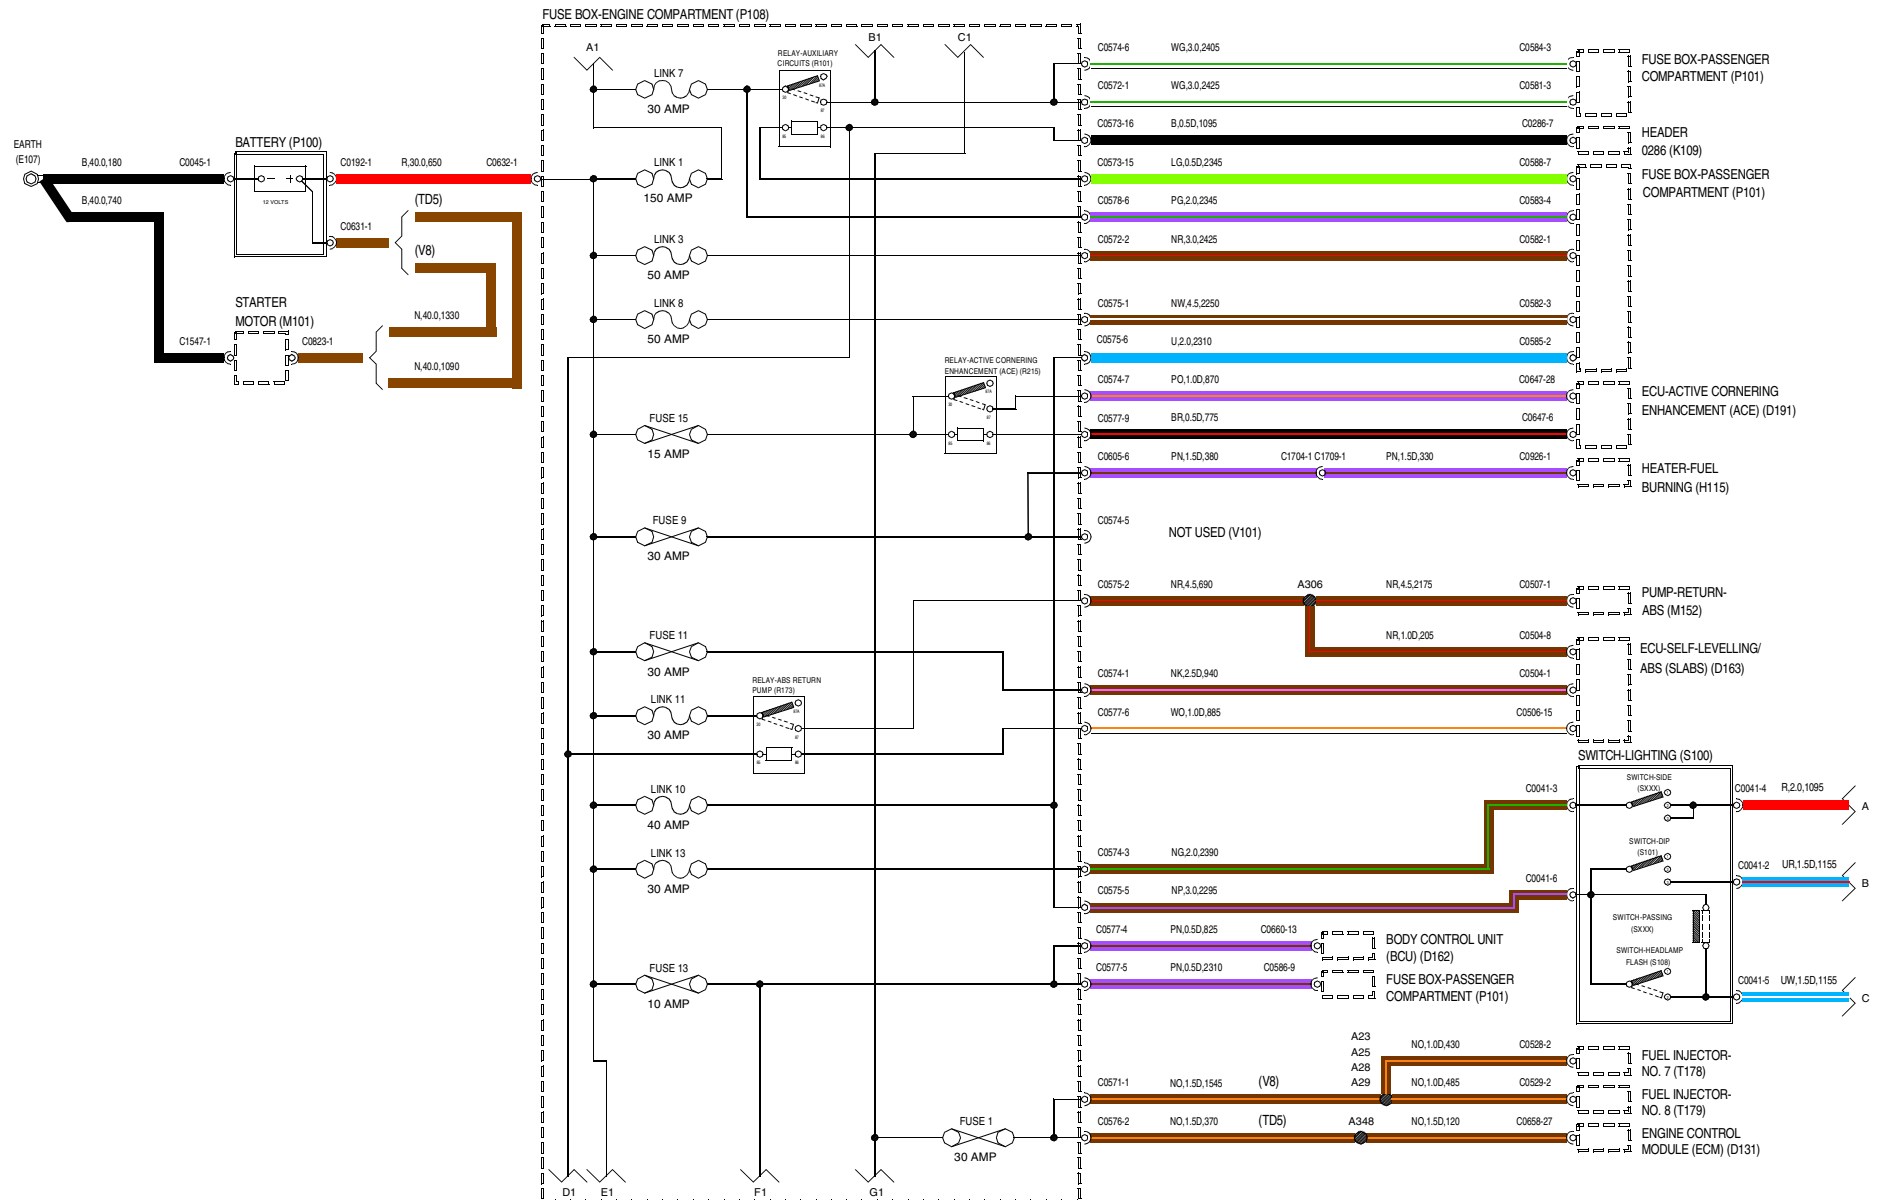 FUSE BOX-ENGINE COMPARTMENT (P108)
A1
B1
C1
RELAY-AUXILIARY
CIRCUITS (R101)
LINK 7
30 AMP
C0574-6 WG,3.0,2405 C0584-3
FUSE BOX-PASSENGER
COMPARTMENT (P101)
C0572-1 WG,3.0,2425 C0581-3
C0573-16 B,0.5D,1095 C0286-7
HEADER
0286 (K109)
EARTH
(E107)
B,40.0,180 C0045-1
B,40.0,740
BATTERY (P100)
12 VOLTS
C0192-1 R,30.0,650 C0632-1
C0631-1
(TD5)
(V8)
LINK 1
150 AMP
C0573-15 LG,0.5D,2345 C0588-7
FUSE BOX-PASSENGER
COMPARTMENT (P101)
C0578-6 PG,2.0,2345 C0583-4
LINK 3
50 AMP
C0572-2 NR,3.0,2425 C0582-1
LINK 8
50 AMP
C0575-1 NW,4.5,2250 C0582-3
STARTER
MOTOR (M101)
C1547-1
C0823-1
N,40.0,1330
N,40.0,1090
C0575-6 U,2.0,2310 C0585-2
RELAY-ACTIVE CORNERING
ENHANCEMENT (ACE) (R215)
C0574-7 PO,1.0D,870 C0647-28
ECU-ACTIVE CORNERING
ENHANCEMENT (ACE) (D191)
FUSE 15
15 AMP
C0577-9 BR,0.5D,775 C0647-6
C0605-6 PN,1.5D,380 C1704-1 C1709-1 PN,1.5D,330 C0926-1
HEATER-FUEL
BURNING (H115)
FUSE 9
30 AMP
C0574-5
NOT USED (V101)
C0575-2 NR,4.5,690 A306 NR,4.5,2175 C0507-1
PUMP-RETURN-
ABS (M152)
NR,1.0D,205 C0504-8
ECU-SELF-LEVELLING/
ABS (SLABS) (D163)
FUSE 11
30 AMP
C0574-1 NK,2.5D,940 C0504-1
RELAY-ABS RETURN
PUMP (R173)
LINK 11
30 AMP
C0577-6 WO,1.0D,885 C0506-15
SWITCH-LIGHTING (S100)
SWITCH-SIDE
(SXXX)
LINK 10
40 AMP
C0041-3
C0041-4 R,2.0,1095
A
SWITCH-DIP
(S101)
LINK 13
30 AMP
C0574-3 NG,2.0,2390
C0041-2 UR,1.5D,1155
B
C0575-5 NP,3.0,2295
C0041-6
SWITCH-PASSING
(SXXX)
SWITCH-HEADLAMP
FLASH (S108)
C0577-4 PN,0.5D,825 C0660-13
BODY CONTROL UNIT
(BCU) (D162)
FUSE 13
10 AMP
C0577-5 PN,0.5D,2310 C0586-9
FUSE BOX-PASSENGER
COMPARTMENT (P101)
C0041-5 UW,1.5D,1155
C
A23
A25
A28
A29
NO,1.0D,430 C0528-2
FUEL INJECTOR-
NO. 7 (T178)
C0571-1 NO,1.5D,1545 (V8) NO,1.0D,485 C0529-2
FUEL INJECTOR-
NO. 8 (T179)
FUSE 1
30 AMP
C0576-2 NO,1.5D,370 (TD5) A348 NO,1.5D,120 C0658-27
ENGINE CONTROL
MODULE (ECM) (D131)
D1
E1
F1
G1